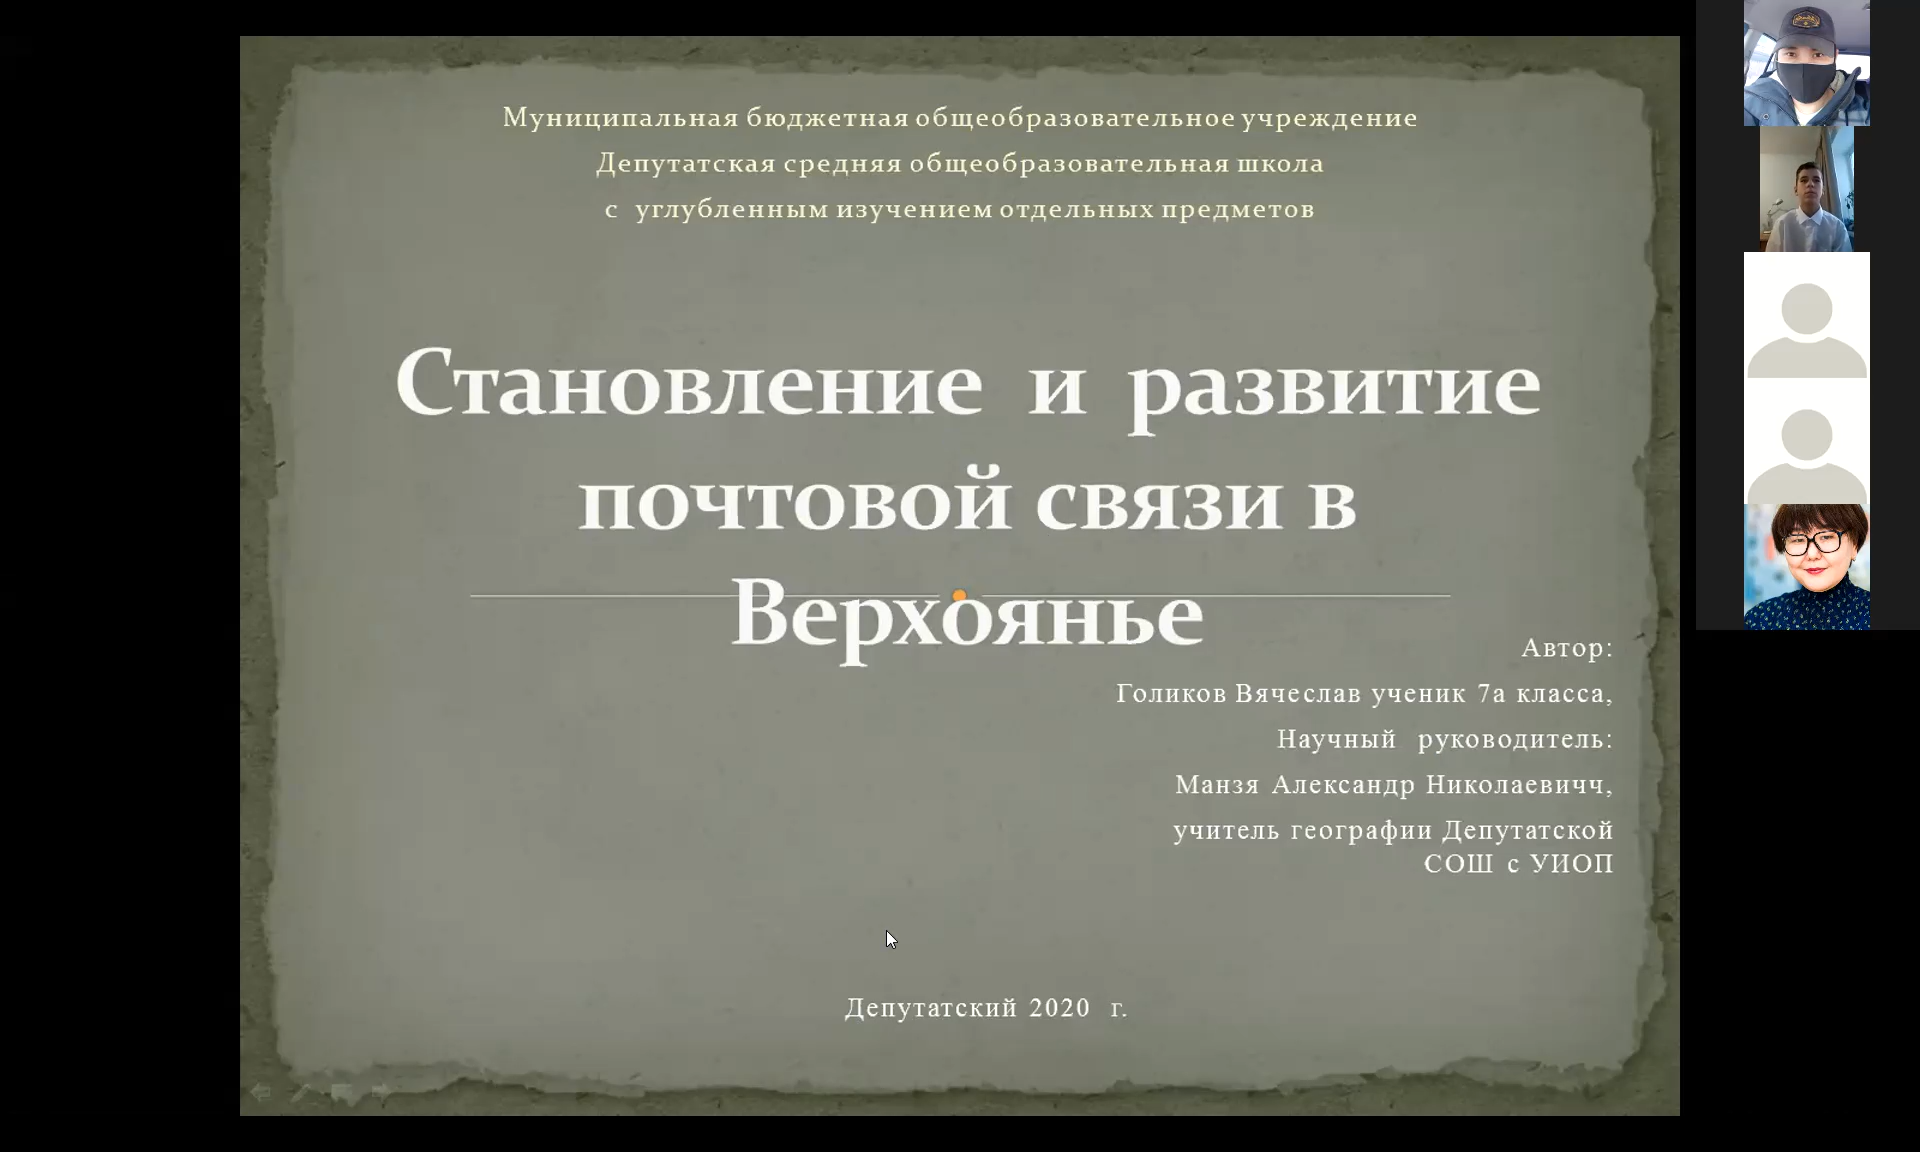 Муниципальная бюджетная общеобразовательное учреждение
Депутатская средняя общеобразовательная школа
с углубленным изучением отдельных предметов
Становление и развитие
почтовой связи в
Верхоянье
Автор:
Голиков Вячеслав ученик 7а класса,
Научный руководитель:
Манзя Александр Николаевичч,
учитель географии Депутатской
СОШ с УИОП
Депутатский 2020 г.